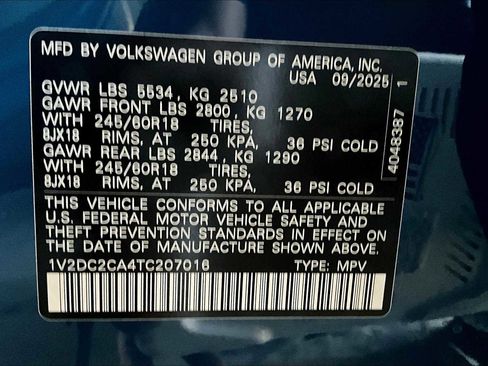 MFD BY VOLKSWAGEN GROUP OF AMERICA, INC.
USA 09/2025
GVWR LBS 5534, KG 2510
GAWR FRONT LBS 2800, KG 1270
WITH 245/60R18 TIRES,
8JX18 RIMS, AT 250 KPA, 36 PSI COLD
GAWR REAR LBS 2844, KG 1290
WITH 245/60R18 TIRES,
8JX18 RIMS, AT 250 KPA, 36 PSI COLD
THIS VEHICLE CONFORMS TO ALL APPLICABLE
U.S. FEDERAL MOTOR VEHICLE SAFETY AND
THEFT PREVENTION STANDARDS IN EFFECT ON
THE DATE OF MANUFACTURE SHOWN ABOVE.
1V2DC2CA4TC207016 TYPE: MPV
4048387 1